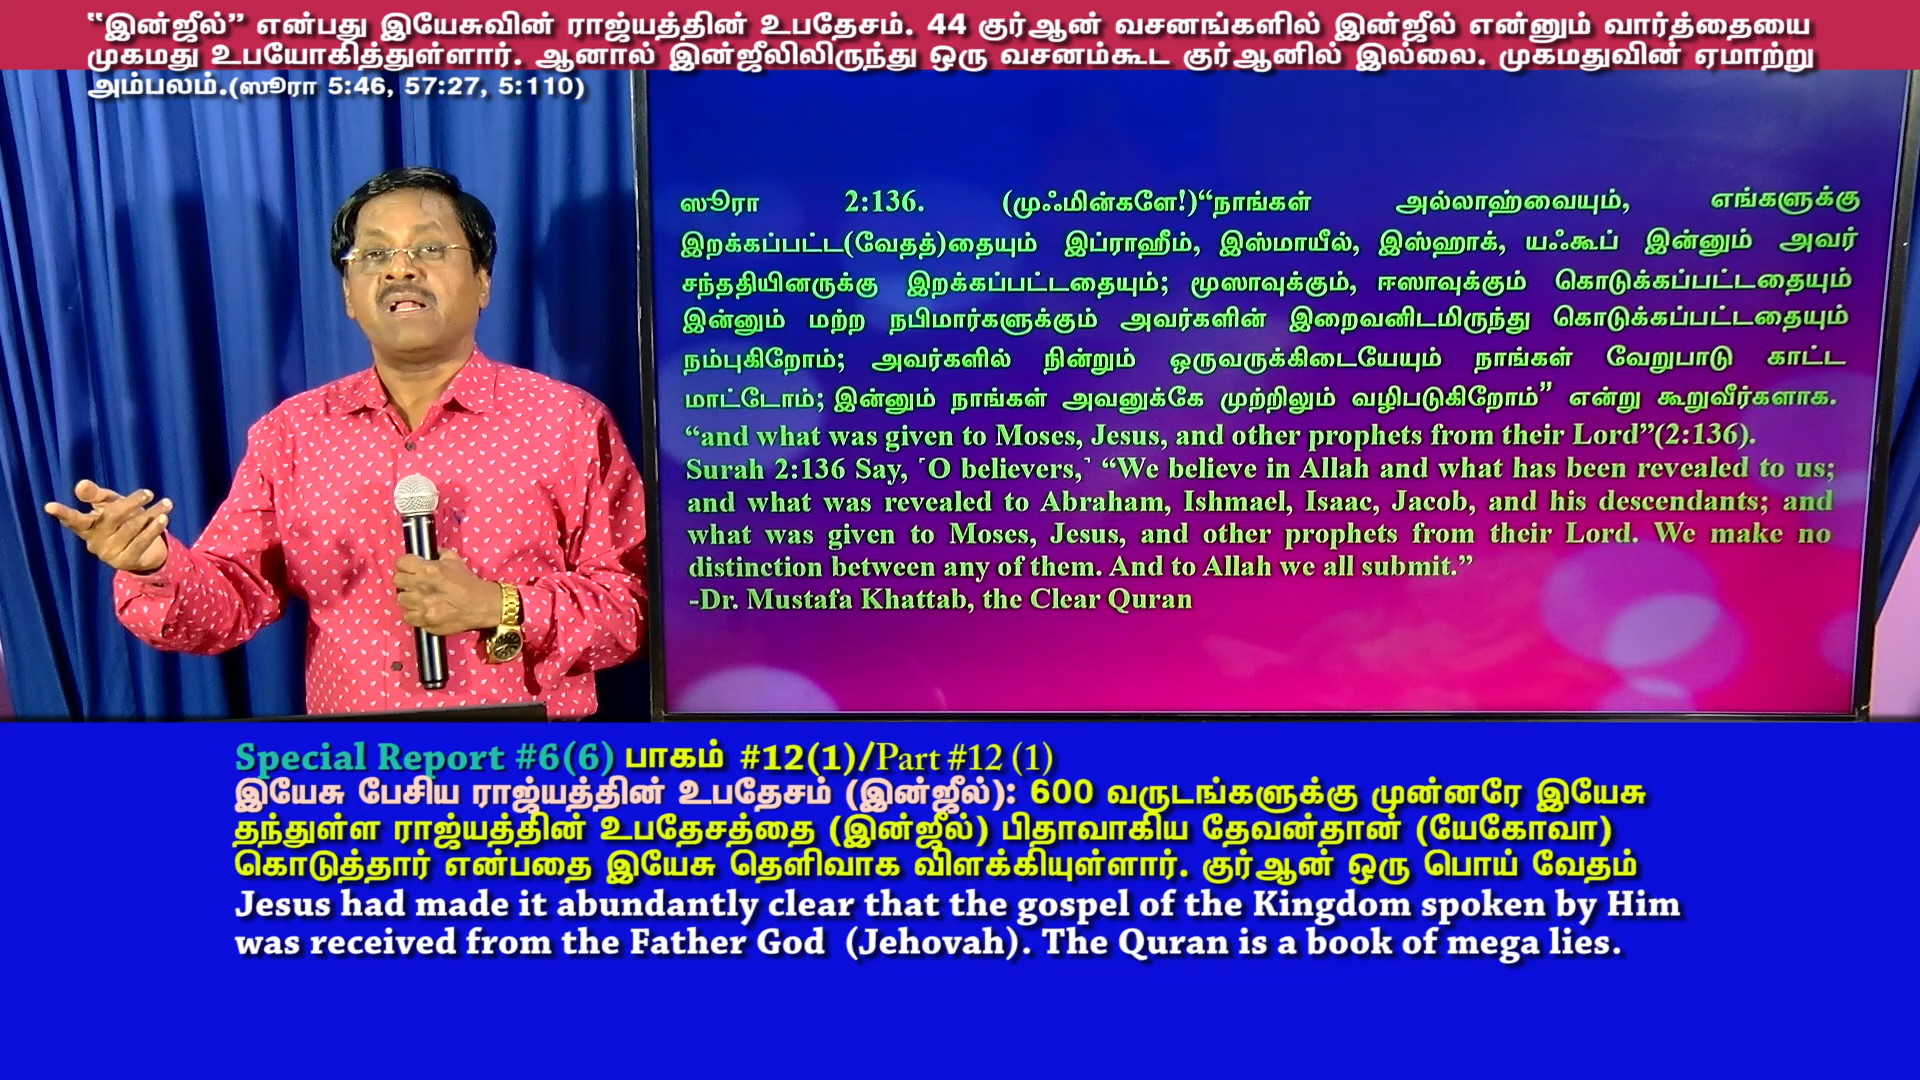 “இன்ஜீல்” என்பது இயேசுவின் ராஜ்யத்தின் உபதேசம். 44 குர்ஆன் வசனங்களில் இன்ஜீல் என்னும் வார்த்தையை
முகமது உபயோகித்துள்ளார். ஆனால் இன்ஜீலிலிருந்து ஒரு வசனம்கூட குர்ஆனில் இல்லை. முகமதுவின் ஏமாற்று
அம்பலம்.(ஸூரா 5:46, 57:27, 5:110)
ஸூரா 2:136. (முஃமின்களே!)“நாங்கள் அல்லாஹ்வையும், எங்களுக்கு
இறக்கப்பட்ட(வேதத்)தையும் இப்ராஹீம், இஸ்மாயீல், இஸ்ஹாக், யஃகூப் இன்னும் அவர்
சந்ததியினருக்கு இறக்கப்பட்டதையும்; மூஸாவுக்கும், ஈஸாவுக்கும் கொடுக்கப்பட்டதையும்
இன்னும் மற்ற நபிமார்களுக்கும் அவர்களின் இறைவனிடமிருந்து கொடுக்கப்பட்டதையும்
நம்புகிறோம்; அவர்களில் நின்றும் ஒருவருக்கிடையேயும் நாங்கள் வேறுபாடு காட்ட
மாட்டோம்; இன்னும் நாங்கள் அவனுக்கே முற்றிலும் வழிபடுகிறோம்” என்று கூறுவீர்களாக.
“and what was given to Moses, Jesus, and other prophets from their Lord”(2:136).
Surah 2:136 Say, ˹O believers,˺ “We believe in Allah and what has been revealed to us;
and what was revealed to Abraham, Ishmael, Isaac, Jacob, and his descendants; and
what was given to Moses, Jesus, and other prophets from their Lord. We make no
distinction between any of them. And to Allah we all submit.”
-Dr. Mustafa Khattab, the Clear Quran
Special Report #6(6) பாகம் #12(1)/Part #12 (1)
இயேசு பேசிய ராஜ்யத்தின் உபதேசம் (இன்ஜீல்): 600 வருடங்களுக்கு முன்னரே இயேசு
தந்துள்ள ராஜ்யத்தின் உபதேசத்தை (இன்ஜீல்) பிதாவாகிய தேவன்தான் (யேகோவா)
கொடுத்தார் என்பதை இயேசு தெளிவாக விளக்கியுள்ளார். குர்ஆன் ஒரு பொய் வேதம்
Jesus had made it abundantly clear that the gospel of the Kingdom spoken by Him
was received from the Father God (Jehovah). The Quran is a book of mega lies.